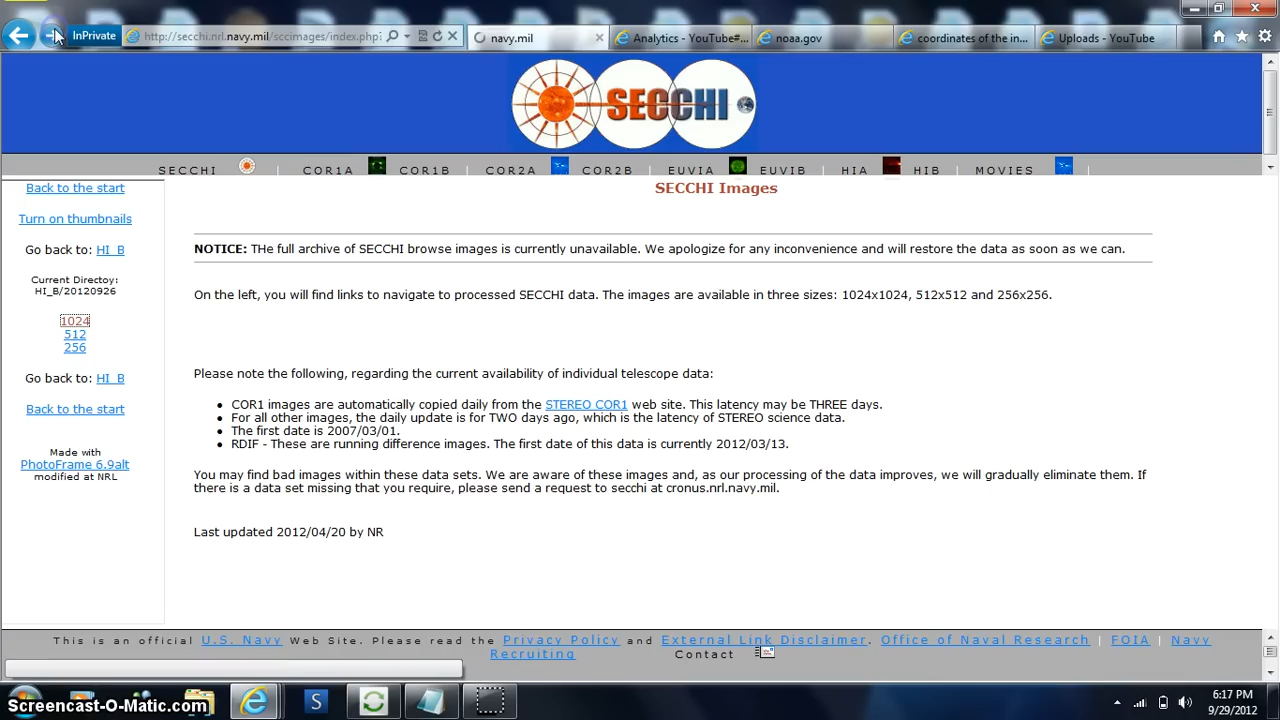 InPrivate
http://secchi.nrl.navy.mil/sccimages/index.php?
navy.mil
Analytics - YouTube#...
noaa.gov
coordinates of the in...
Uploads - YouTube
SECCHI
SECCHI | COR1A COR1B | COR2A COR2B | EUVIA EUVIB | HIA HIB | MOVIES |
Back to the start
Turn on thumbnails
Go back to: HI_B
Current Directoy:
HI_B/20120926
1024
512
256
Go back to: HI_B
Back to the start
Made with
PhotoFrame 6.9alt
modified at NRL
SECCHI Images
NOTICE: THe full archive of SECCHI browse images is currently unavailable. We apologize for any inconvenience and will restore the data as soon as we can.
On the left, you will find links to navigate to processed SECCHI data. The images are available in three sizes: 1024x1024, 512x512 and 256x256.
Please note the following, regarding the current availability of individual telescope data:
• COR1 images are automatically copied daily from the STEREO COR1 web site. This latency may be THREE days.
• For all other images, the daily update is for TWO days ago, which is the latency of STEREO science data.
• The first date is 2007/03/01.
• RDIF - These are running difference images. The first date of this data is currently 2012/03/13.
You may find bad images within these data sets. We are aware of these images and, as our processing of the data improves, we will gradually eliminate them. If
there is a data set missing that you require, please send a request to secchi at cronus.nrl.navy.mil.
Last updated 2012/04/20 by NR
This is an official U.S. Navy Web Site. Please read the Privacy Policy and External Link Disclaimer. Office of Naval Research | FOIA | Navy
Recruiting Contact
S
Screencast-O-Matic.com
6:17 PM
9/29/2012